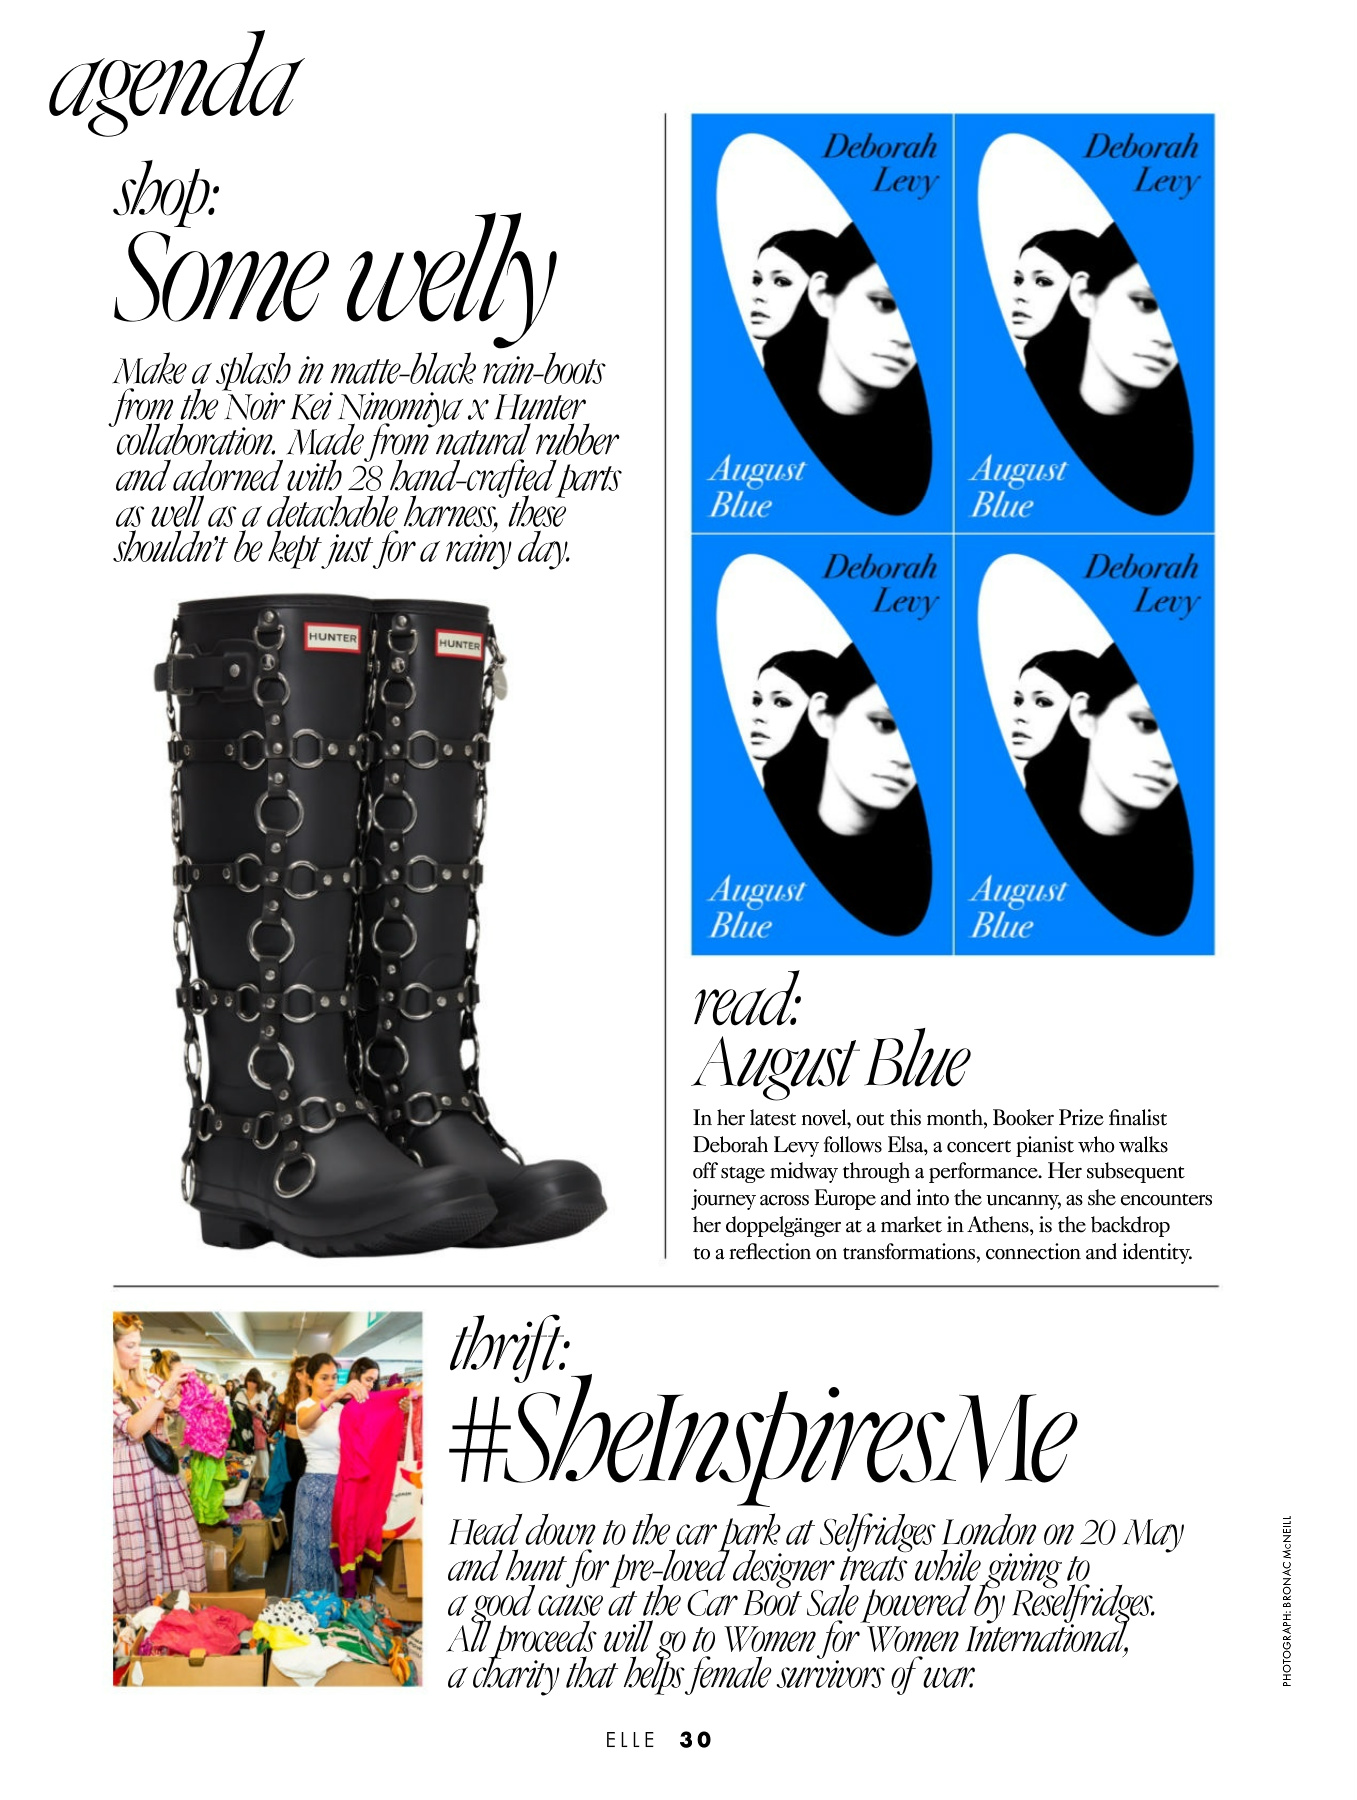 agenda
shop:
Some welly
Make a splash in matte-black rain-boots
from the Noir Kei Ninomiya x Hunter
collaboration. Made from natural rubber
and adorned with 28 hand-crafted parts
as well as a detachable harness, these
shouldn't be kept just for a rainy day.
HUNTER
HUNTER
Deborah
Levy
August
Blue
Deborah
Levy
August
Blue
Deborah
Levy
August
Blue
Deborah
Levy
August
Blue
read:
August Blue
In her latest novel, out this month, Booker Prize finalist
Deborah Levy follows Elsa, a concert pianist who walks
off stage midway through a performance. Her subsequent
journey across Europe and into the uncanny, as she encounters
her doppelgänger at a market in Athens, is the backdrop
to a reflection on transformations, connection and identity.
thrift:
#SheInspiresMe
Head down to the car park at Selfridges London on 20 May
and hunt for pre-loved designer treats while giving to
a good cause at the Car Boot Sale powered by Reselfridges.
All proceeds will go to Women for Women International,
a charity that helps female survivors of war.
PHOTOGRAPH: BRONAC McNEILL
ELLE 30